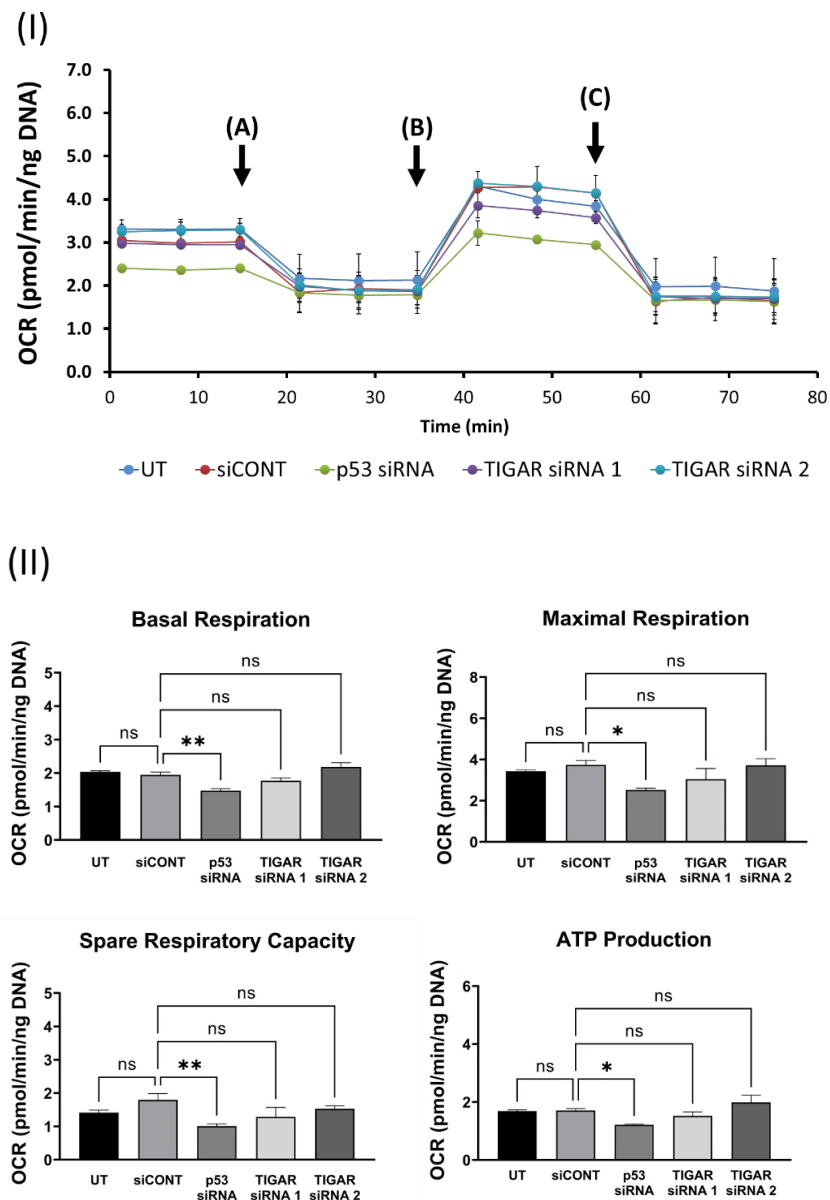 (I)
OCR (pmol/min/ng DNA)
7.0
6.0
5.0
4.0
3.0
2.0
1.0
0.0
(A)
(B)
(C)
0 10 20 30 40 50 60 70 80
Time (min)
UT siCONT p53 siRNA TIGAR siRNA 1 TIGAR siRNA 2
(II)
Basal Respiration
OCR (pmol/min/ng DNA)
5
4
3
2
1
0
ns
ns
ns
**
UT siCONT p53 TIGAR TIGAR
siRNA siRNA 1 siRNA 2
Maximal Respiration
OCR (pmol/min/ng DNA)
8
6
4
2
0
ns
ns
ns
*
UT siCONT p53 TIGAR TIGAR
siRNA siRNA 1 siRNA 2
Spare Respiratory Capacity
OCR (pmol/min/ng DNA)
5
4
3
2
1
0
ns
ns
ns
**
UT siCONT p53 TIGAR TIGAR
siRNA siRNA 1 siRNA 2
ATP Production
OCR (pmol/min/ng DNA)
6
4
2
0
ns
ns
ns
*
UT siCONT p53 TIGAR TIGAR
siRNA siRNA 1 siRNA 2